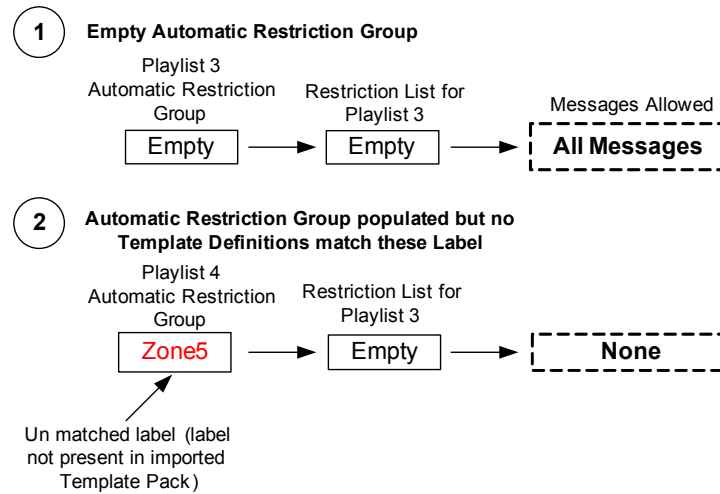 1
Empty Automatic Restriction Group
Playlist 3
Automatic Restriction
Group
Empty
Restriction List for
Playlist 3
Empty
Messages Allowed
All Messages
2
Automatic Restriction Group populated but no
Template Definitions match these Label
Playlist 4
Automatic Restriction
Group
Zone5
Restriction List for
Playlist 3
Empty
None
Un matched label (label
not present in imported
Template Pack)